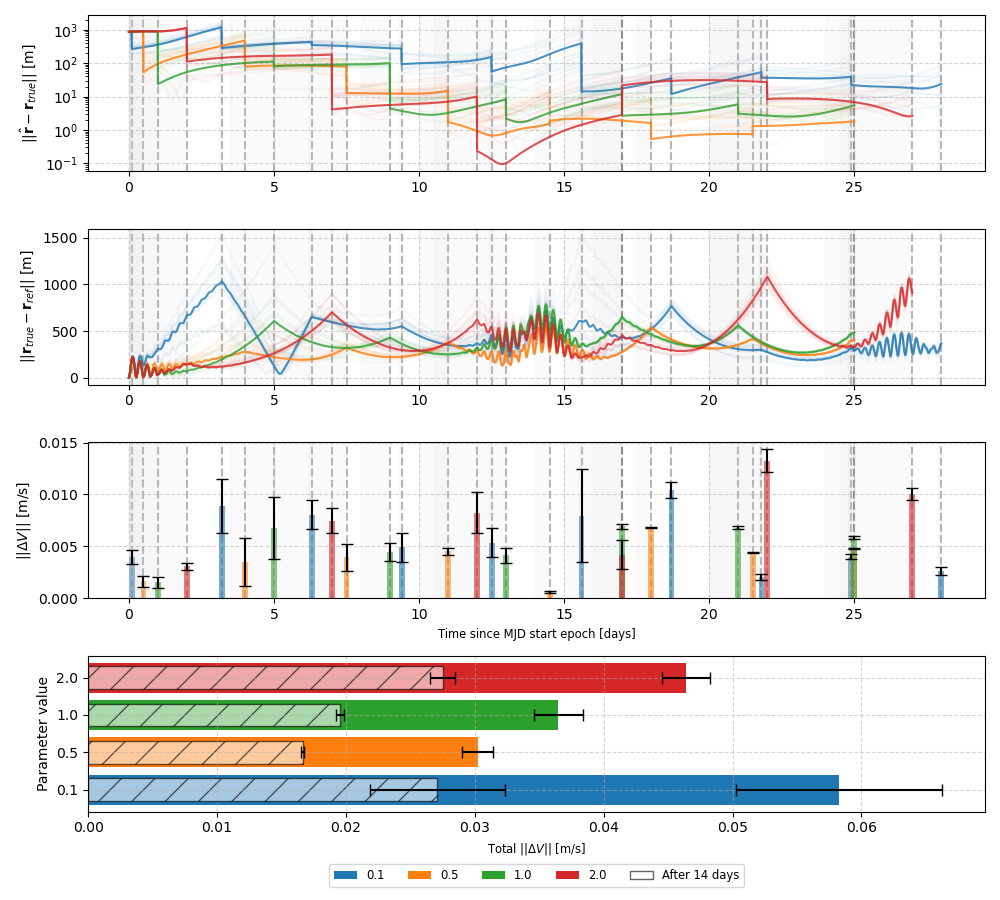 10³
10²
10¹
10⁰
10⁻¹
||r̂ − r_true|| [m]
0 5 10 15 20 25
1500
1000
500
0
||r_true − r_ref|| [m]
0 5 10 15 20 25
0.015
0.010
0.005
0.000
||ΔV|| [m/s]
0 5 10 15 20 25
Time since MJD start epoch [days]
2.0
1.0
0.5
0.1
Parameter value
0.00 0.01 0.02 0.03 0.04 0.05 0.06
Total ||ΔV|| [m/s]
0.1 0.5 1.0 2.0 After 14 days